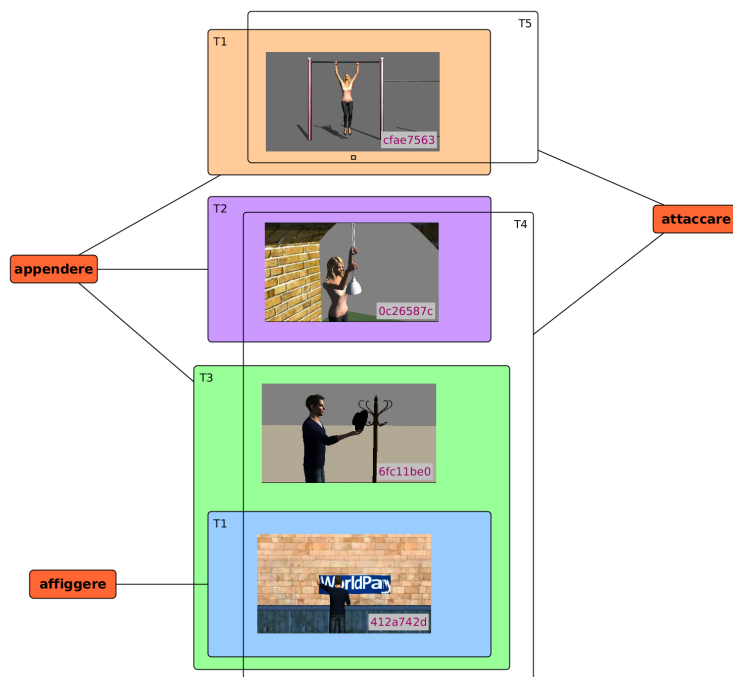 T5
T1
cfae7563
attaccare
T2
T4
appendere
0c26587c
T3
6fc11be0
T1
affiggere
WorldPay
412a742d